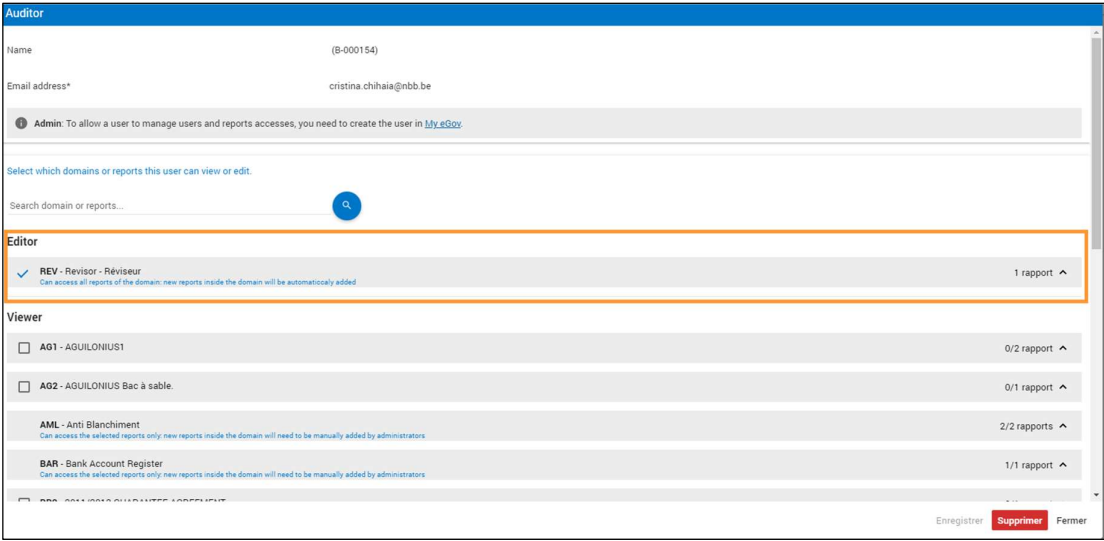 Auditor
Name (B-000154)
Email address* cristina.chihaia@nbb.be
Admin: To allow a user to manage users and reports accesses, you need to create the user in My eGov.
Select which domains or reports this user can view or edit.
Search domain or reports...
Editor
REV - Revisor - Réviseur 1 rapport
Can access all reports of the domain: new reports inside the domain will be automaticcaly added
Viewer
AG1 - AGUILONIUS1 0/2 rapport
AG2 - AGUILONIUS Bac à sable. 0/1 rapport
AML - Anti Blanchiment 2/2 rapports
Can access the selected reports only: new reports inside the domain will need to be manually added by administrators
BAR - Bank Account Register 1/1 rapport
Can access the selected reports only: new reports inside the domain will need to be manually added by administrators
GUARANTEE AGREEMENT
Enregistrer Supprimer Fermer